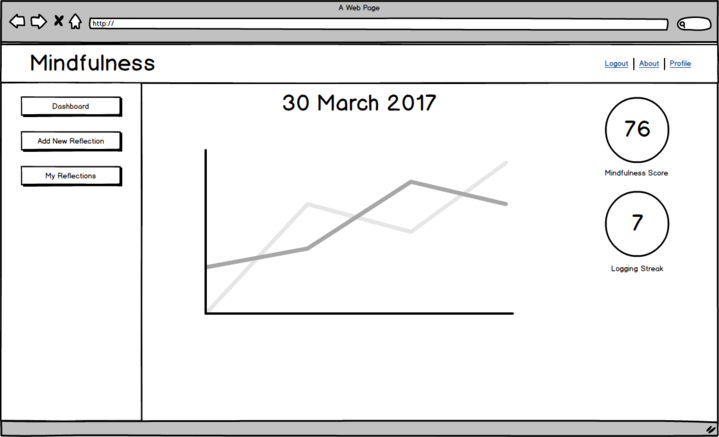 A Web Page
http://
Mindfulness
Logout | About | Profile
Dashboard
Add New Reflection
My Reflections
30 March 2017
76
Mindfulness Score
7
Logging Streak